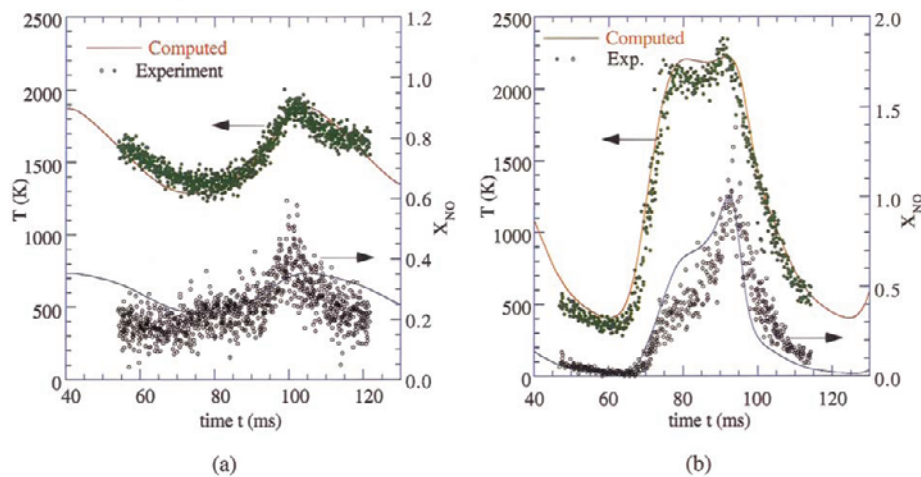 2500
2000
1500
1000
500
0
T (K)
Computed
Experiment
1.2
1.0
0.8
0.6
0.4
0.2
0.0
X_NO
40 60 80 100 120
time t (ms)
(a)
2500
2000
1500
1000
500
0
T (K)
Computed
Exp.
2.0
1.5
1.0
0.5
0.0
X_NO
40 60 80 100 120
time t (ms)
(b)